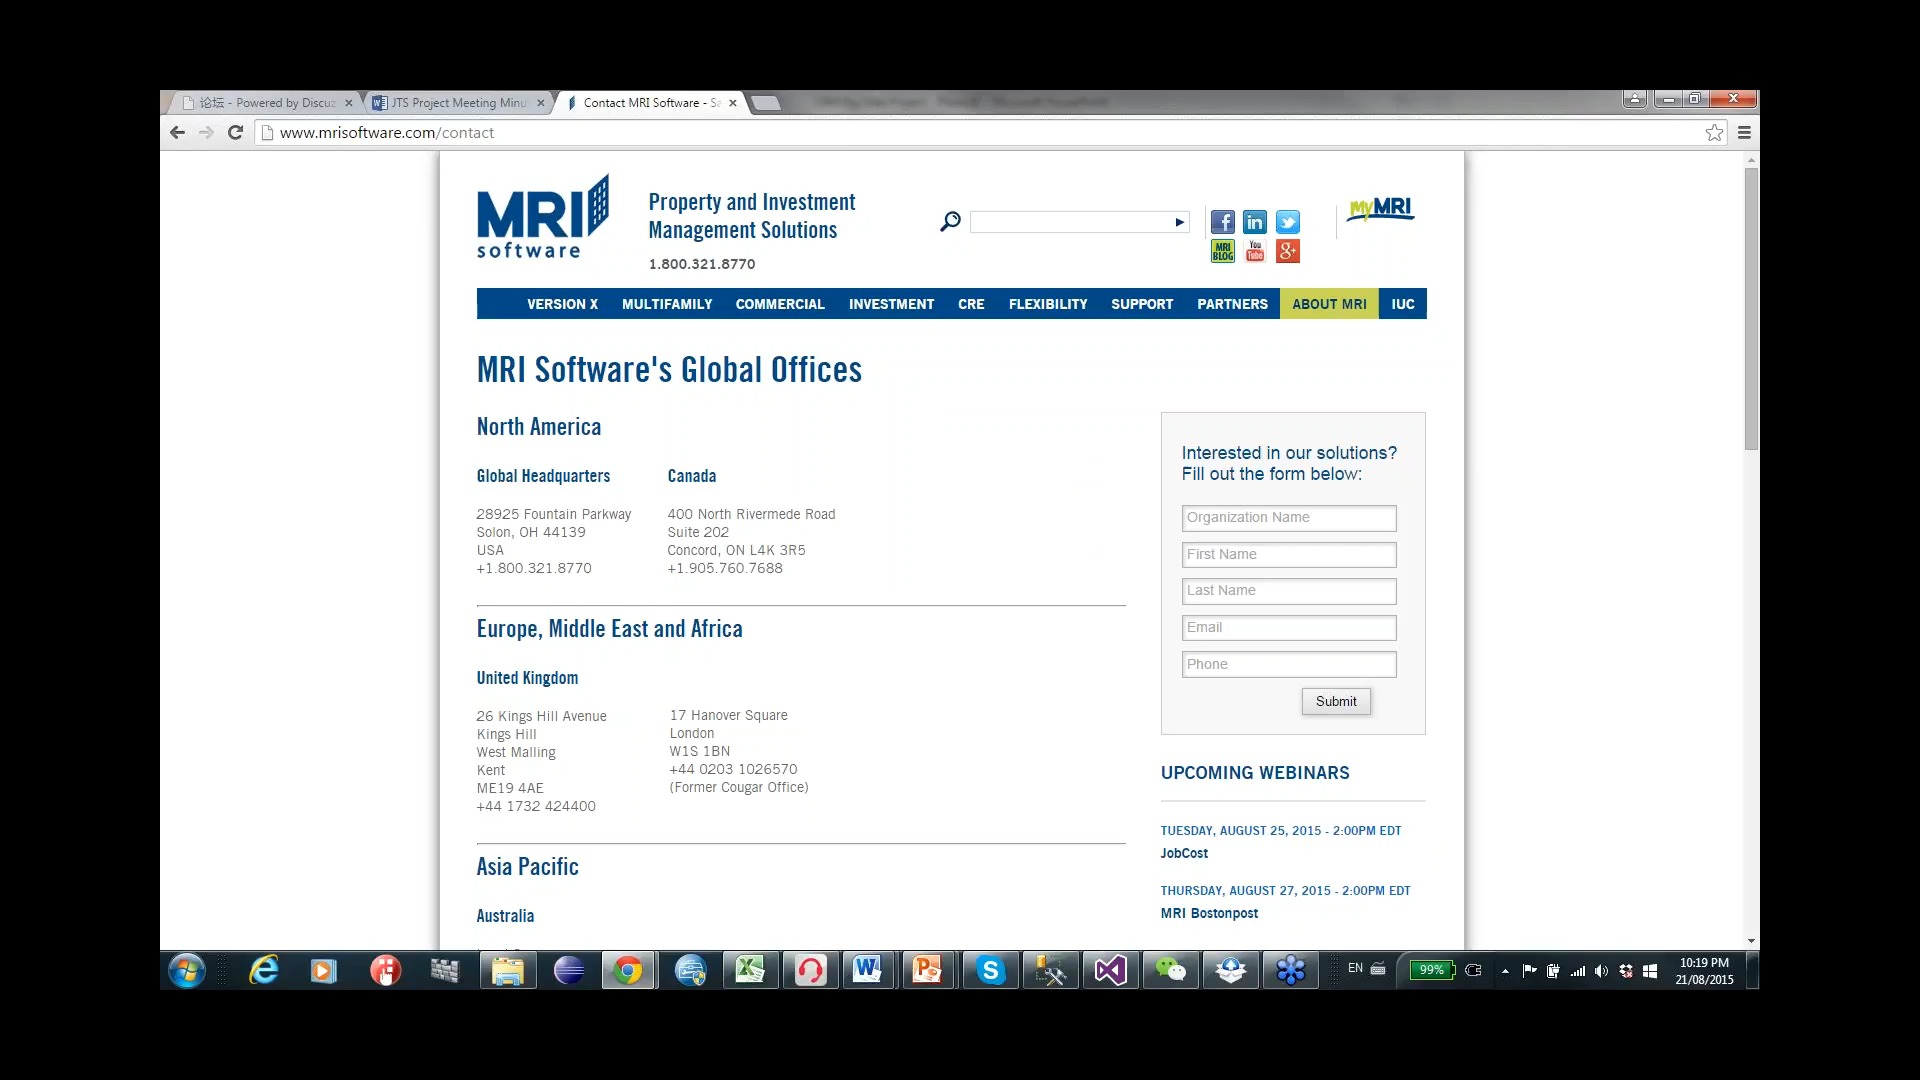 论坛 - Powered by Discuz
JTS Project Meeting Minu
Contact MRI Software - Sa
www.mrisoftware.com/contact
MRI
software
Property and Investment
Management Solutions
1.800.321.8770
MRI
BLOG
You
Tube
myMRI
VERSION X MULTIFAMILY COMMERCIAL INVESTMENT CRE FLEXIBILITY SUPPORT PARTNERS ABOUT MRI IUC
MRI Software's Global Offices
North America
Global Headquarters
28925 Fountain Parkway
Solon, OH 44139
USA
+1.800.321.8770
Canada
400 North Rivermede Road
Suite 202
Concord, ON L4K 3R5
+1.905.760.7688
Europe, Middle East and Africa
United Kingdom
26 Kings Hill Avenue
Kings Hill
West Malling
Kent
ME19 4AE
+44 1732 424400
17 Hanover Square
London
W1S 1BN
+44 0203 1026570
(Former Cougar Office)
Asia Pacific
Australia
Interested in our solutions?
Fill out the form below:
Organization Name
First Name
Last Name
Email
Phone
Submit
UPCOMING WEBINARS
TUESDAY, AUGUST 25, 2015 - 2:00PM EDT
JobCost
THURSDAY, AUGUST 27, 2015 - 2:00PM EDT
MRI Bostonpost
EN
99%
10:19 PM
21/08/2015